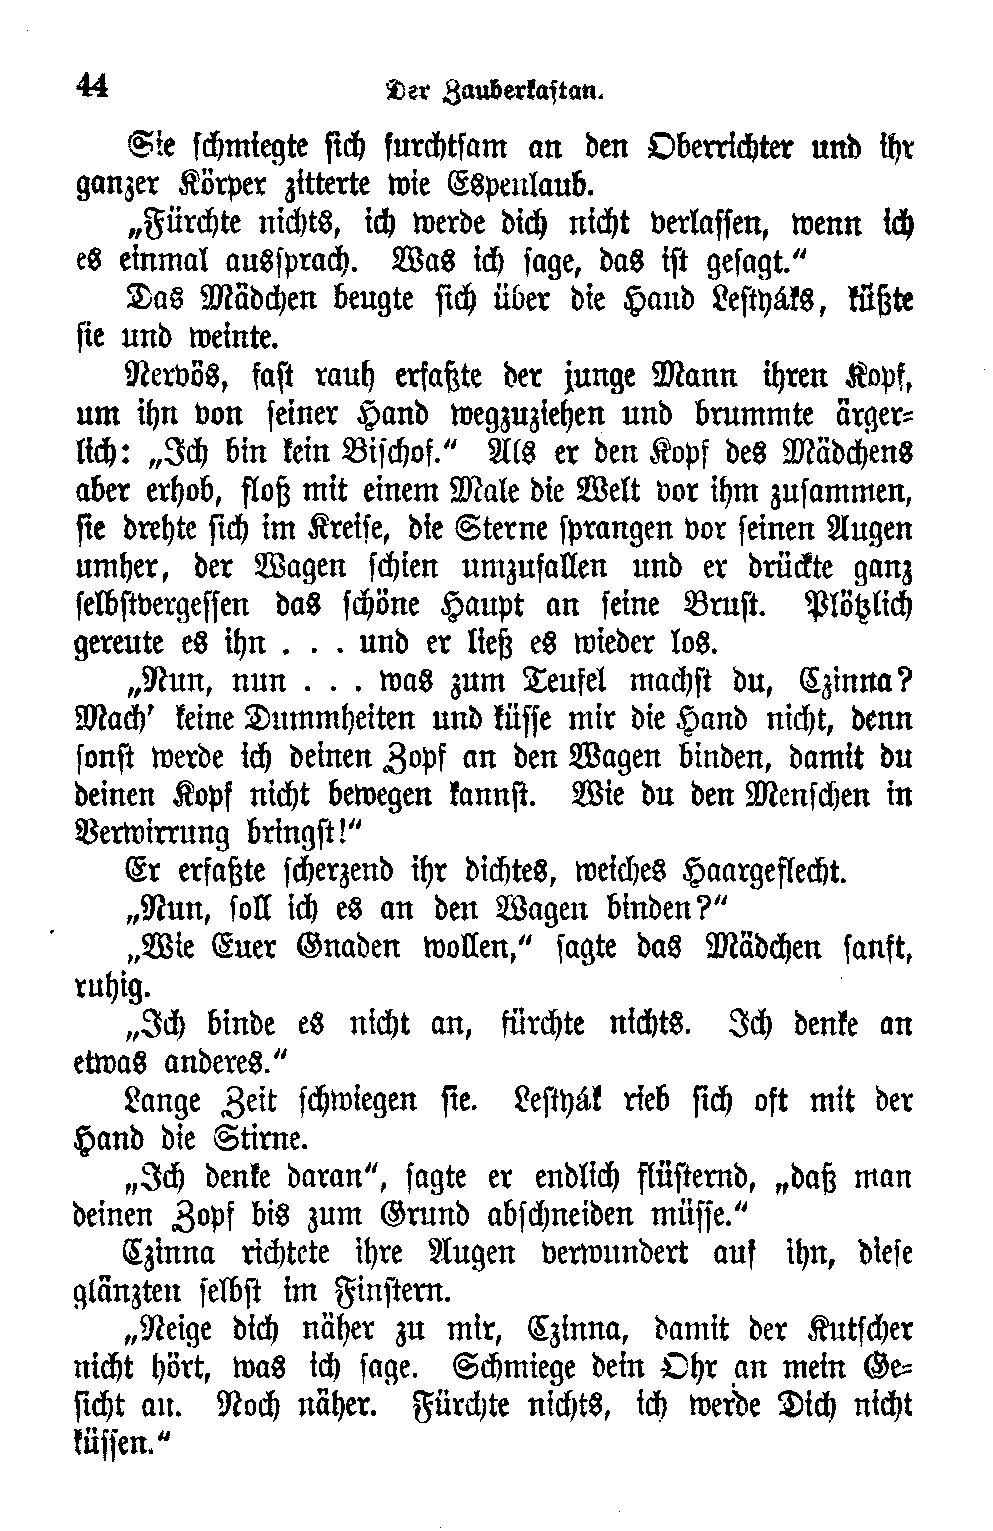 44
Der Zauberkaftan.
Sie schmiegte sich furchtsam an den Oberrichter und ihr
ganzer Körper zitterte wie Espenlaub.
„Fürchte nichts, ich werde dich nicht verlassen, wenn ich
es einmal aussprach. Was ich sage, das ist gesagt.“
Das Mädchen beugte sich über die Hand Lestyáks, küßte
sie und weinte.
Nervös, fast rauh erfaßte der junge Mann ihren Kopf,
um ihn von seiner Hand wegzuziehen und brummte ärger-
lich: „Ich bin kein Bischof.“ Als er den Kopf des Mädchens
aber erhob, floß mit einem Male die Welt vor ihm zusammen,
sie drehte sich im Kreise, die Sterne sprangen vor seinen Augen
umher, der Wagen schien umzufallen und er drückte ganz
selbstvergessen das schöne Haupt an seine Brust. Plötzlich
gereute es ihn . . . und er ließ es wieder los.
„Nun, nun . . . was zum Teufel machst du, Czinna?
Mach' keine Dummheiten und küsse mir die Hand nicht, denn
sonst werde ich deinen Zopf an den Wagen binden, damit du
deinen Kopf nicht bewegen kannst. Wie du den Menschen in
Verwirrung bringst!“
Er erfaßte scherzend ihr dichtes, weiches Haargeflecht.
„Nun, soll ich es an den Wagen binden?“
„Wie Euer Gnaden wollen,“ sagte das Mädchen sanft,
ruhig.
„Ich binde es nicht an, fürchte nichts. Ich denke an
etwas anderes.“
Lange Zeit schwiegen sie. Lestyák rieb sich oft mit der
Hand die Stirne.
„Ich denke daran“, sagte er endlich flüsternd, „daß man
deinen Zopf bis zum Grund abschneiden müsse.“
Czinna richtete ihre Augen verwundert auf ihn, diese
glänzten selbst im Finstern.
„Neige dich näher zu mir, Czinna, damit der Kutscher
nicht hört, was ich sage. Schmiege dein Ohr an mein Ge-
sicht an. Noch näher. Fürchte nichts, ich werde Dich nicht
küssen.“